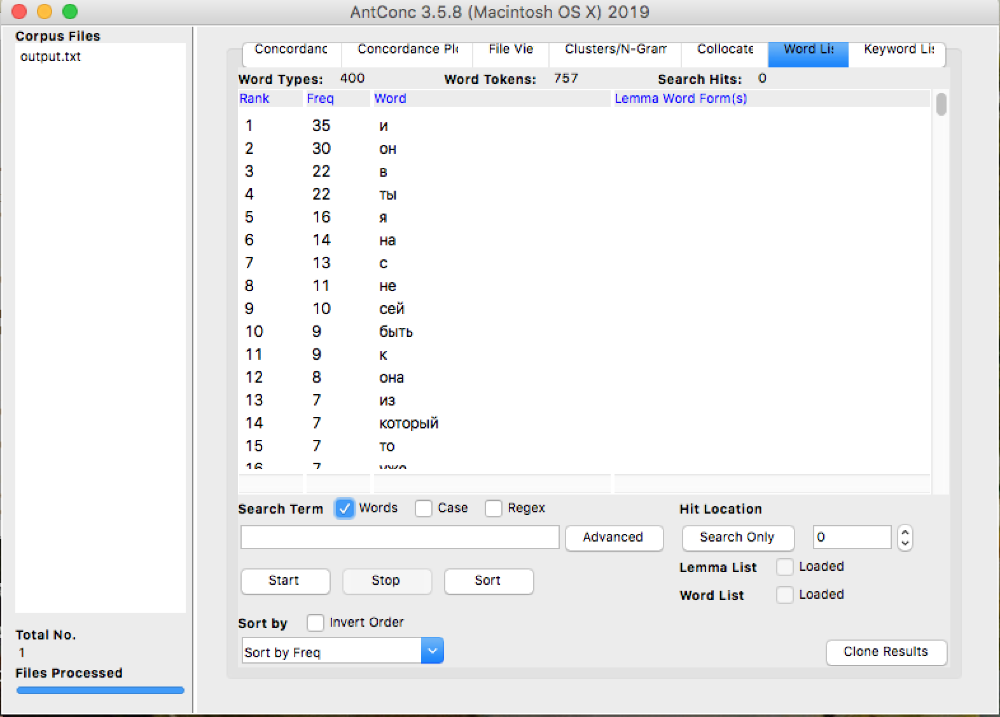 AntConc 3.5.8 (Macintosh OS X) 2019
Corpus Files
output.txt
Concordanc Concordance Plo File Vie Clusters/N-Gram Collocate Word Lis Keyword Lis
Word Types: 400 Word Tokens: 757 Search Hits: 0
Rank Freq Word Lemma Word Form(s)
1 35 и
2 30 он
3 22 в
4 22 ты
5 16 я
6 14 на
7 13 с
8 11 не
9 10 сей
10 9 быть
11 9 к
12 8 она
13 7 из
14 7 который
15 7 то
16 7 уже
Search Term Words Case Regex Hit Location
Advanced Search Only 0
Lemma List Loaded
Start Stop Sort
Word List Loaded
Sort by Invert Order
Sort by Freq
Clone Results
Total No.
1
Files Processed